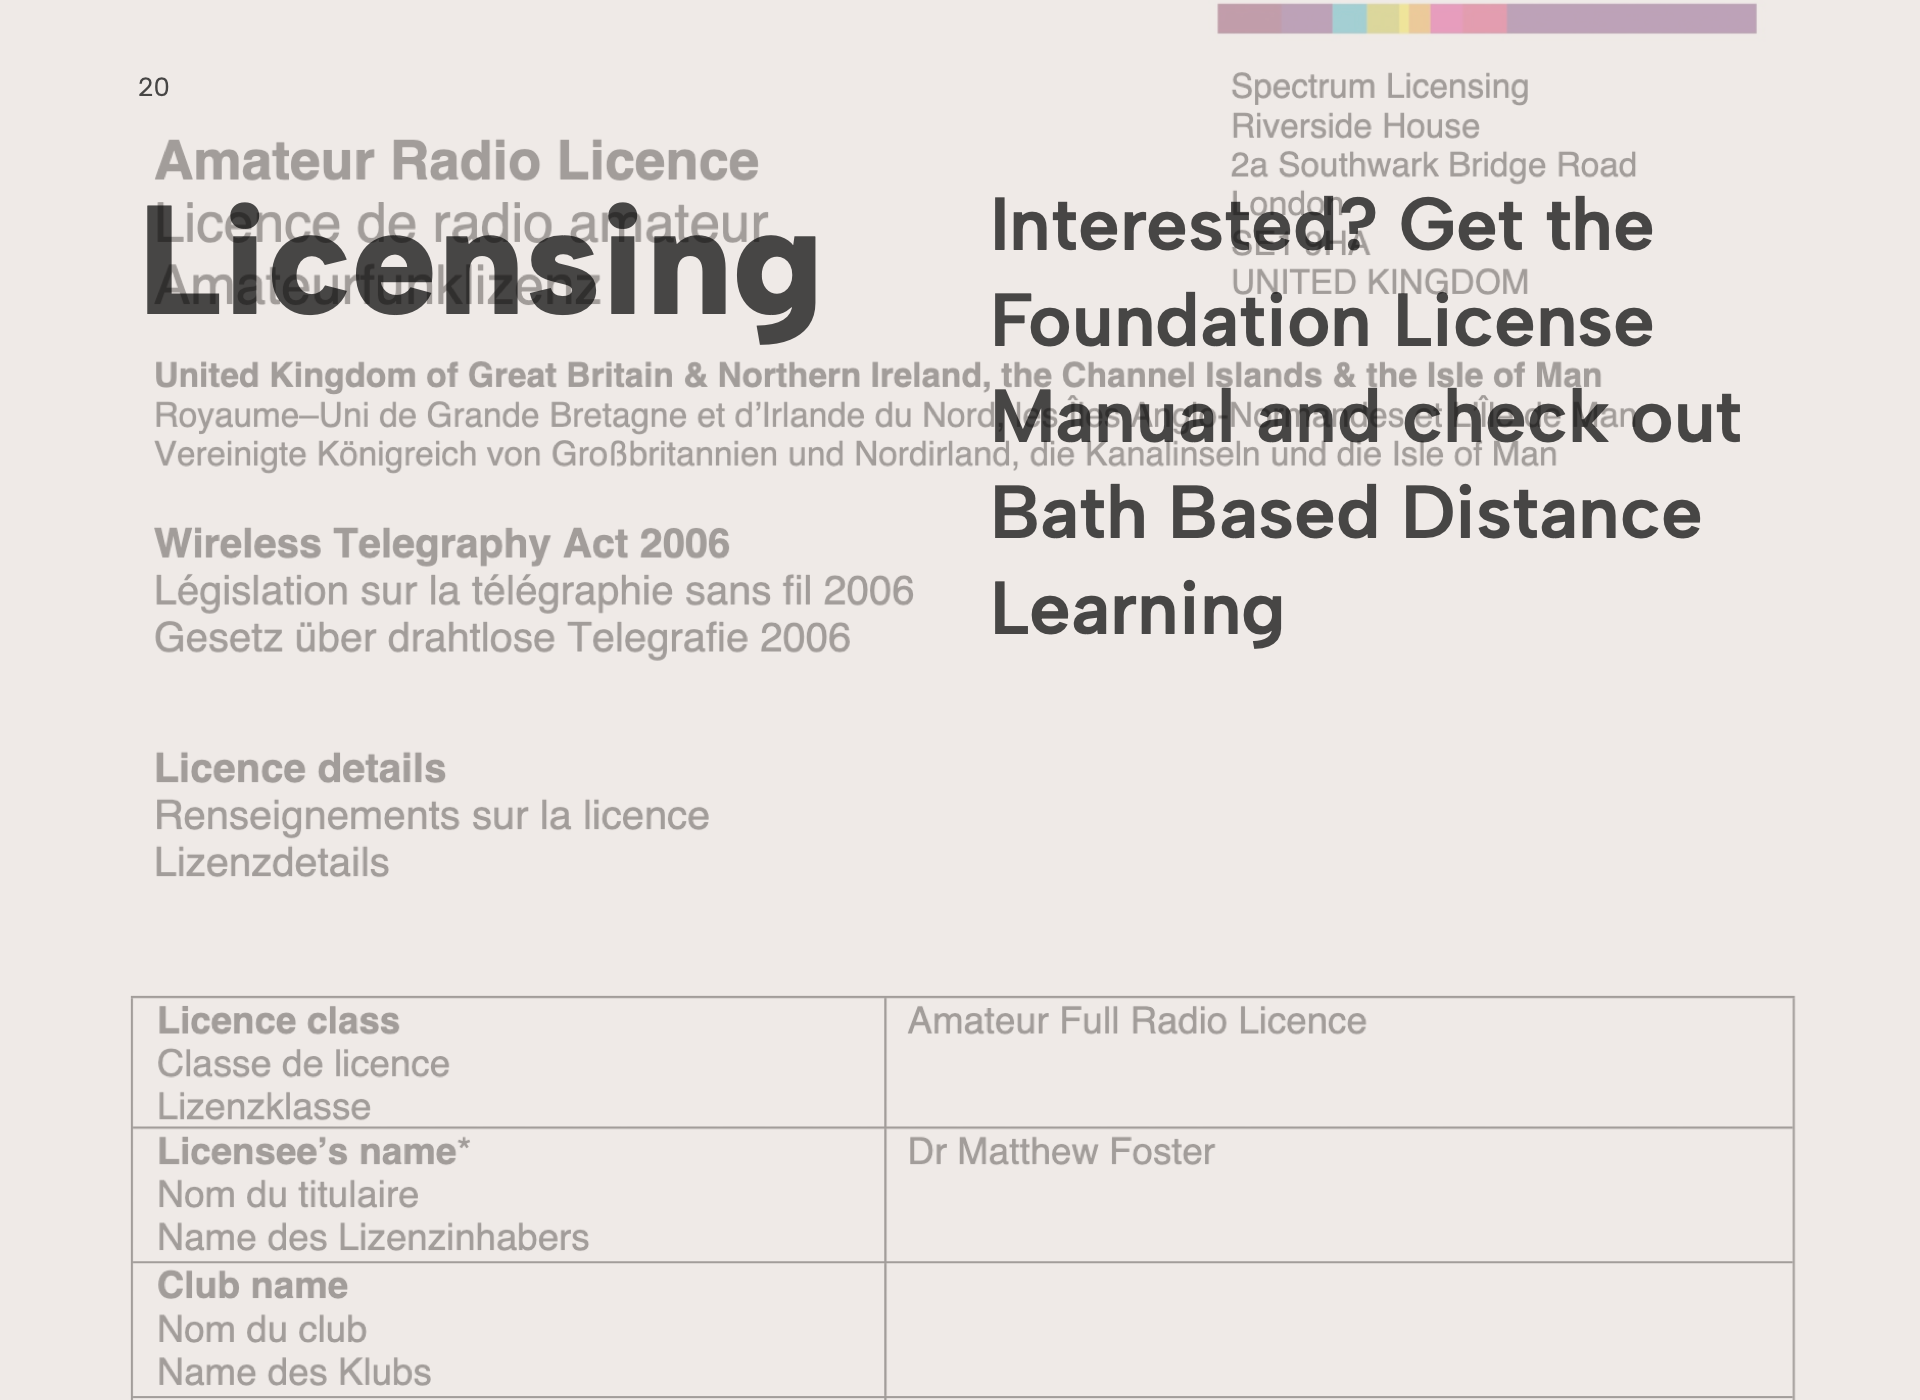 20
Spectrum Licensing
Riverside House
2a Southwark Bridge Road
London
SE1 9HA
UNITED KINGDOM
Amateur Radio Licence
Licence de radio amateur
Amateurfunklizenz
Licensing
Interested? Get the
Foundation License
Manual and check out
Bath Based Distance
Learning
United Kingdom of Great Britain & Northern Ireland, the Channel Islands & the Isle of Man
Royaume–Uni de Grande Bretagne et d’Irlande du Nord, les Îles Anglo-Normandes et L’Île de Man
Vereinigte Königreich von Großbritannien und Nordirland, die Kanalinseln und die Isle of Man
Wireless Telegraphy Act 2006
Législation sur la télégraphie sans fil 2006
Gesetz über drahtlose Telegrafie 2006
Licence details
Renseignements sur la licence
Lizenzdetails
Licence class
Classe de licence
Lizenzklasse
Amateur Full Radio Licence
Licensee’s name*
Nom du titulaire
Name des Lizenzinhabers
Dr Matthew Foster
Club name
Nom du club
Name des Klubs